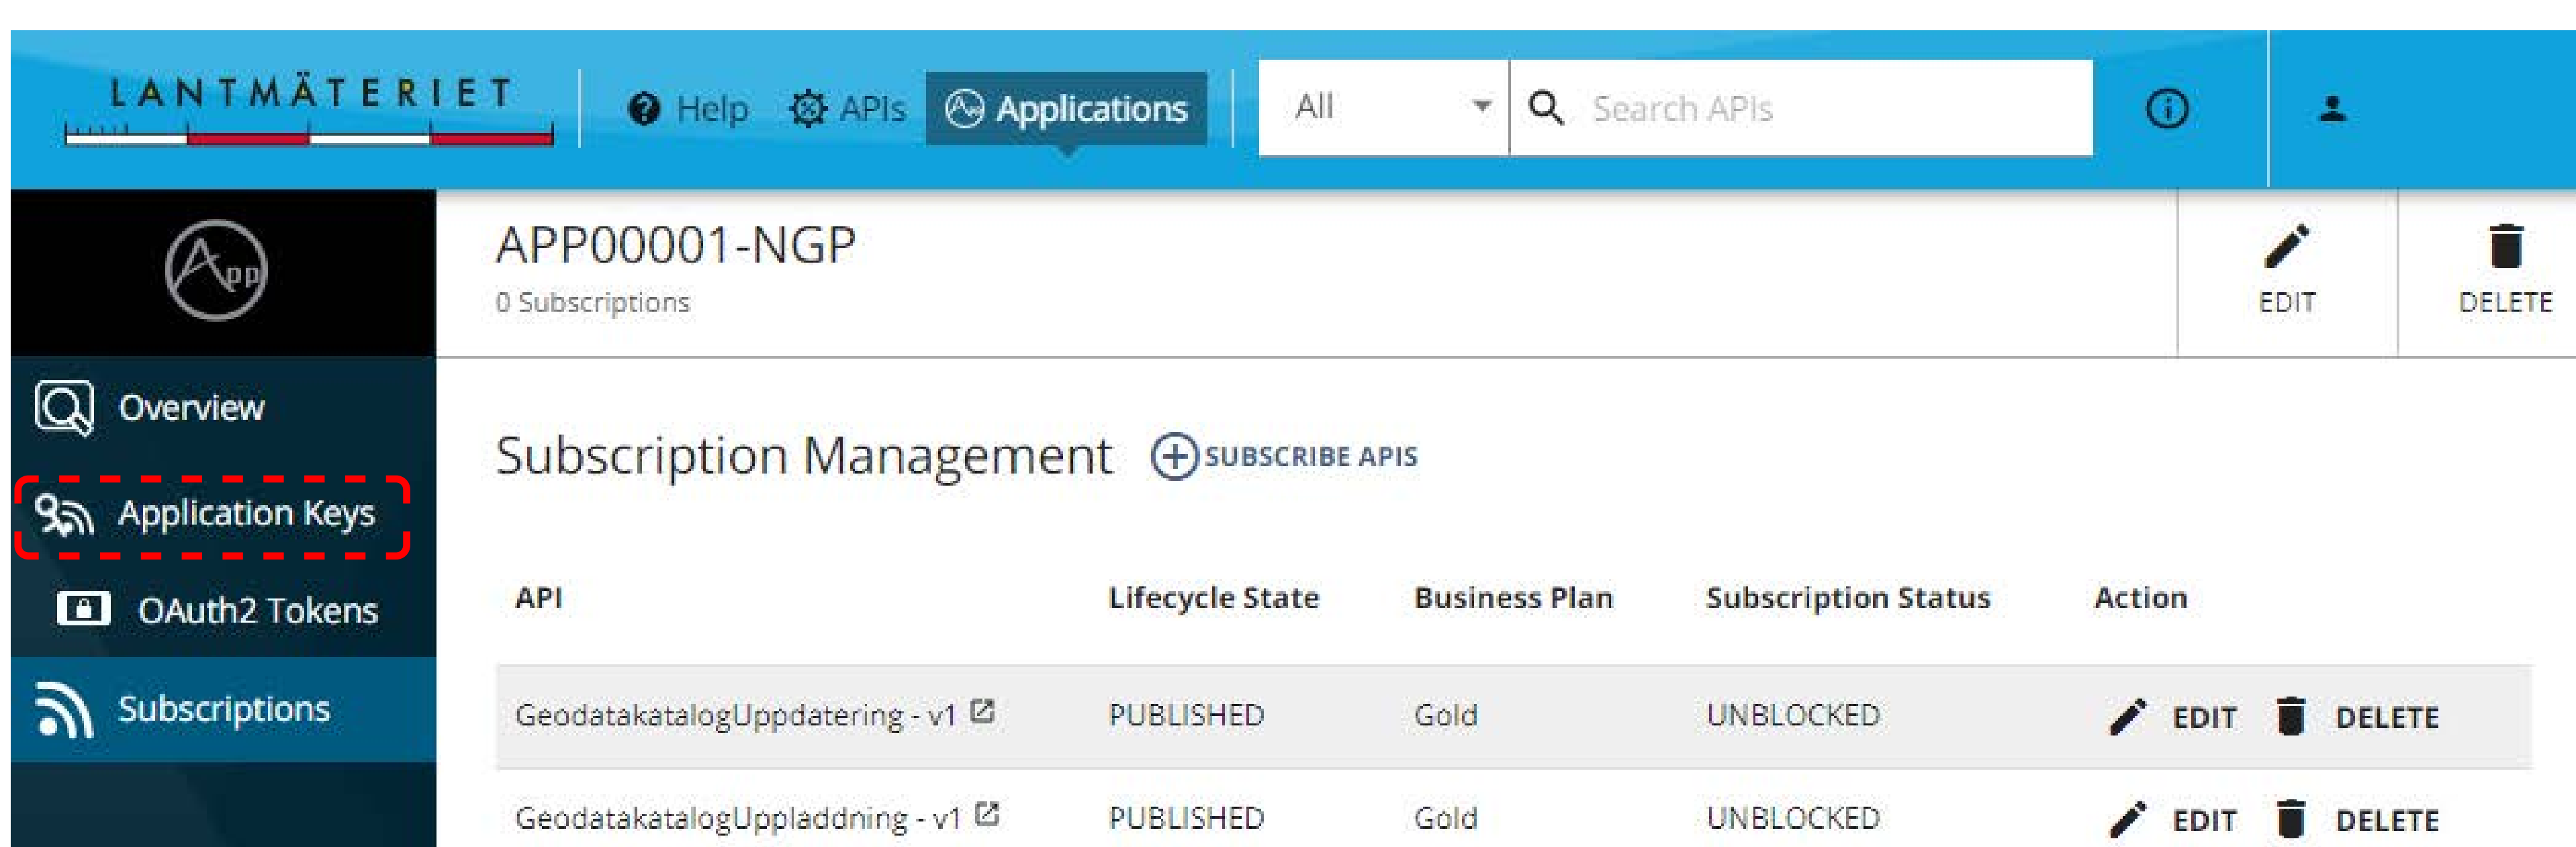 LANTMÄTERIET
Help APIs Applications All Search APIs
App
APP00001-NGP
0 Subscriptions
EDIT DELETE
Overview
Application Keys
OAuth2 Tokens
Subscriptions
Subscription Management SUBSCRIBE APIS
API Lifecycle State Business Plan Subscription Status Action
GeodatakatalogUppdatering - v1 PUBLISHED Gold UNBLOCKED EDIT DELETE
GeodatakatalogUppladdning - v1 PUBLISHED Gold UNBLOCKED EDIT DELETE